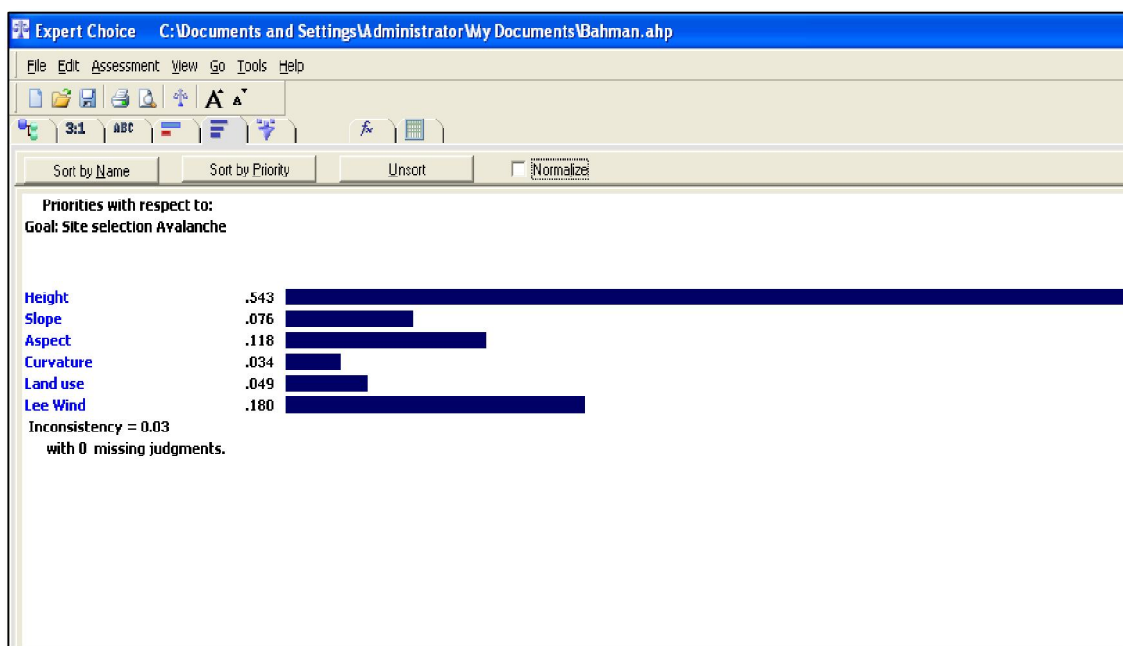 Expert Choice C:\Documents and Settings\Administrator\My Documents\Bahman.ahp
File Edit Assessment View Go Tools Help
A A
3:1 ABC fx
Sort by Name Sort by Priority Unsort Normalize
Priorities with respect to:
Goal: Site selection Avalanche
Height .543
Slope .076
Aspect .118
Curvature .034
Land use .049
Lee Wind .180
Inconsistency = 0.03
with 0 missing judgments.